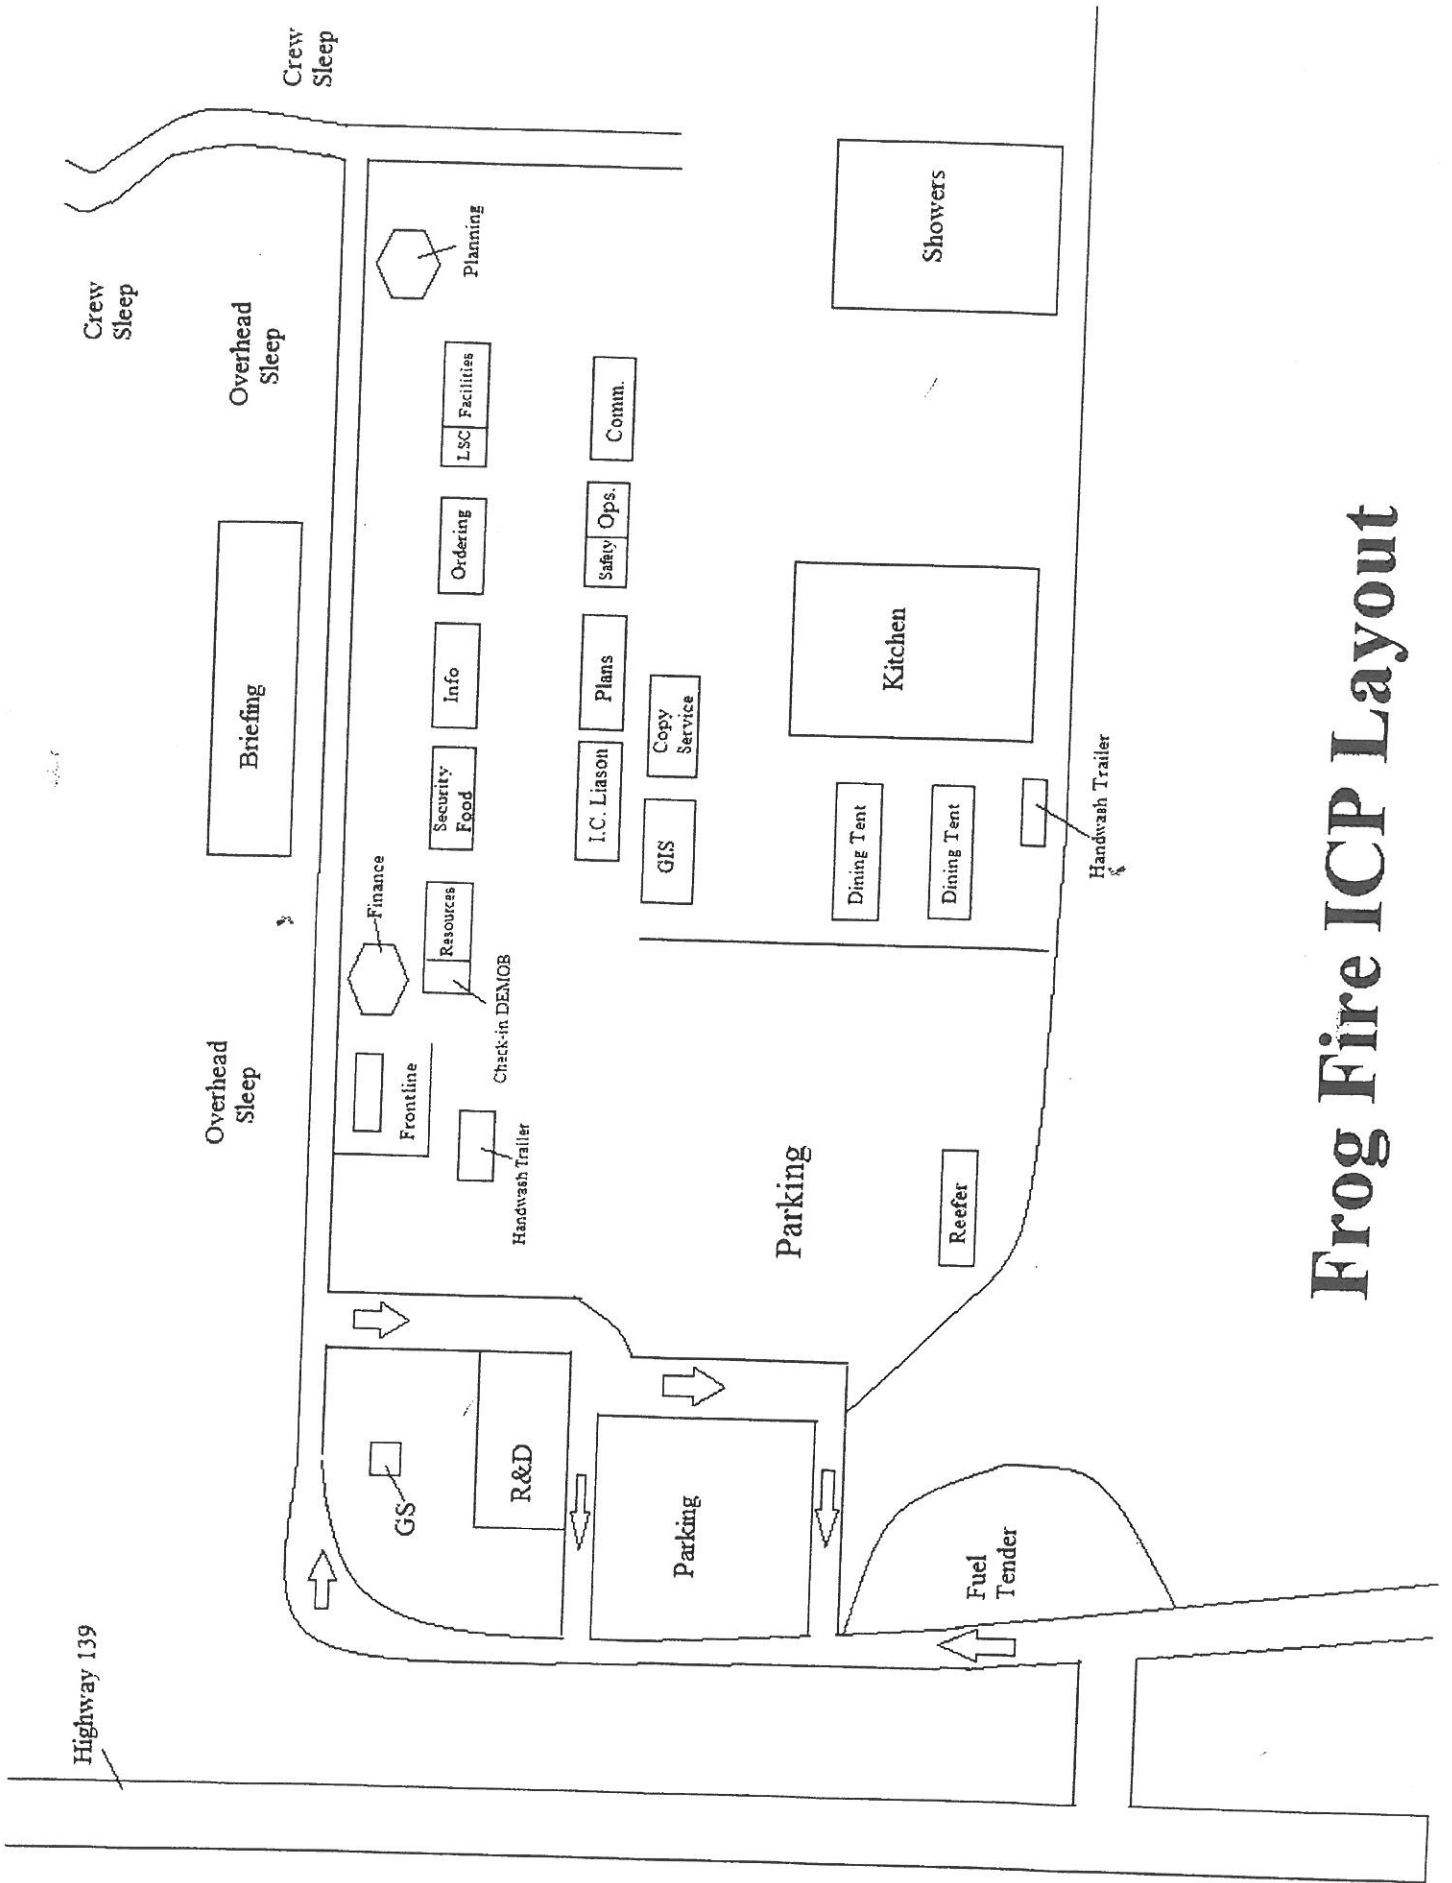 Highway 139
Crew
Sleep
Crew
Sleep
Overhead
Sleep
Overhead
Sleep
Briefing
Finance
Planning
Frontline
GS
Handwash Trailer
Check-in DEMOB
Resources
Security
Food
Info
Ordering
LSC
Facilities
R&D
I.C. Liason
Plans
Safety
Ops.
Comm.
GIS
Copy
Service
Parking
Parking
Dining Tent
Dining Tent
Kitchen
Showers
Reefer
Fuel
Tender
Handwash Trailer
Frog Fire ICP Layout